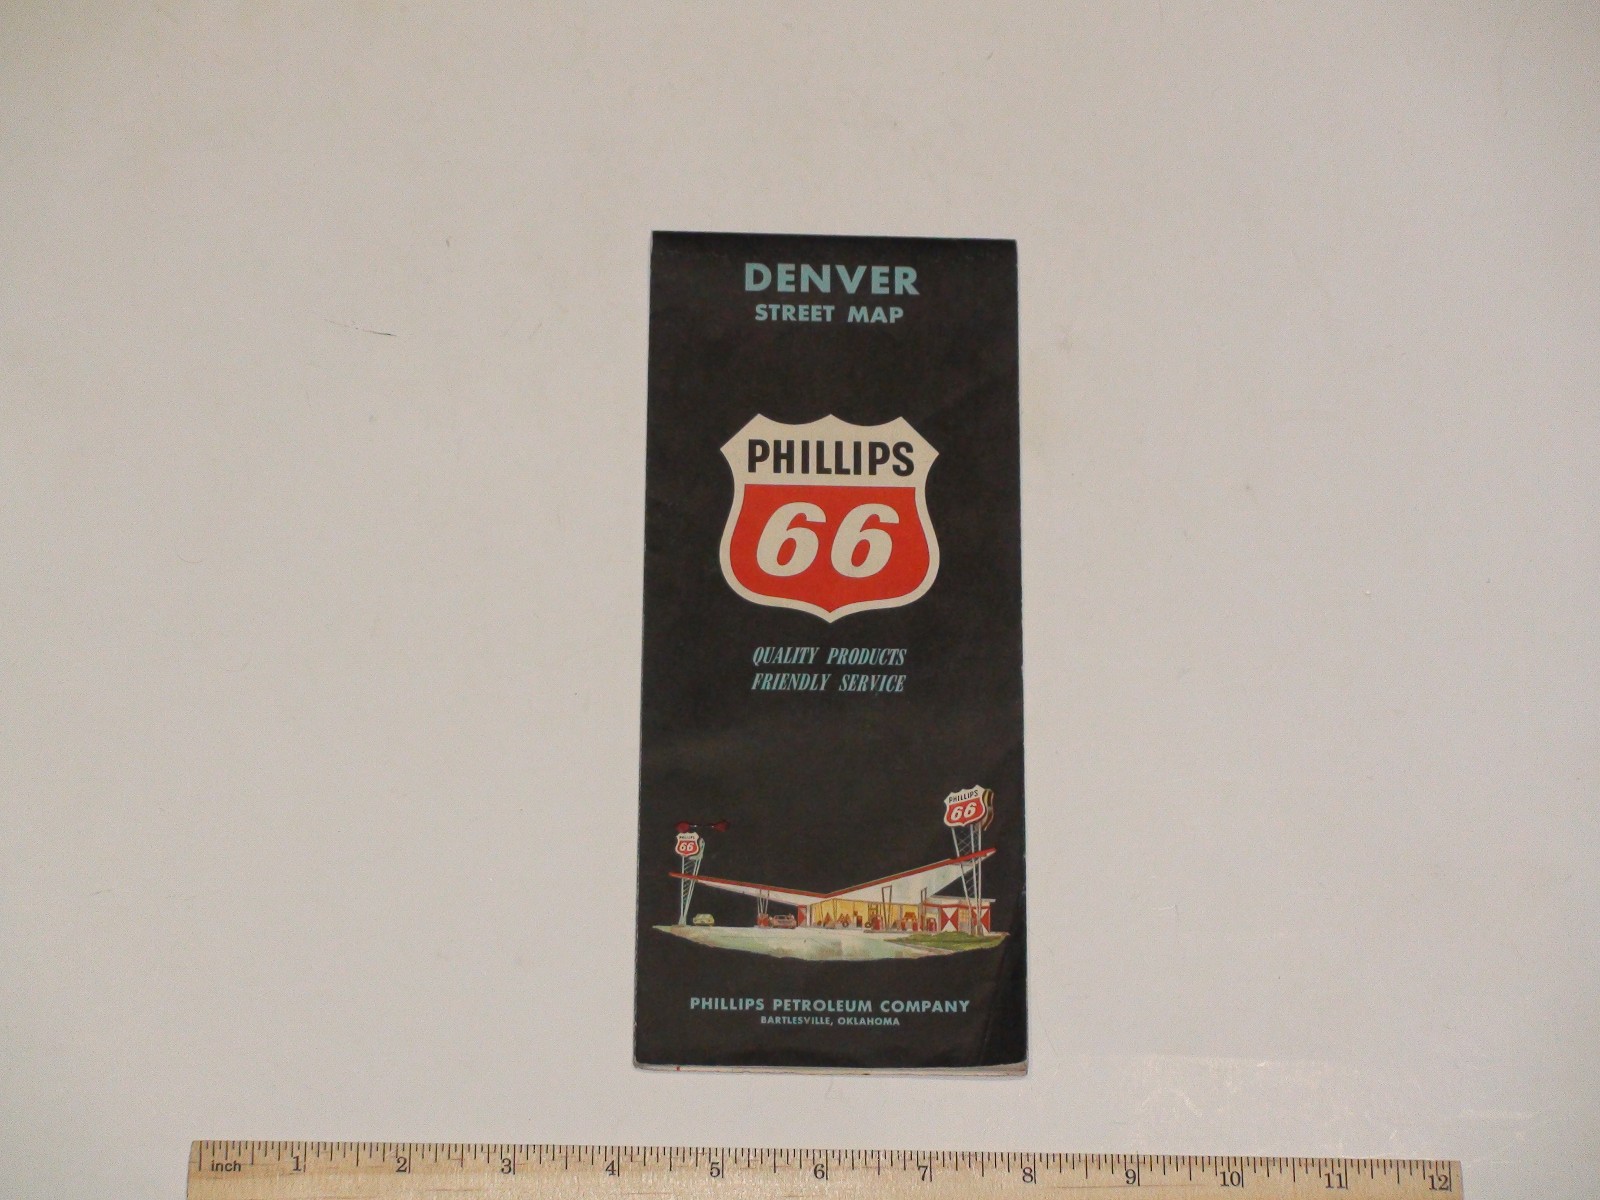 DENVER
STREET MAP
PHILLIPS
66
QUALITY PRODUCTS
FRIENDLY SERVICE
PHILLIPS
66
PHILLIPS
66
PHILLIPS PETROLEUM COMPANY
BARTLESVILLE, OKLAHOMA
inch 1 2 3 4 5 6 7 8 9 10 11 12